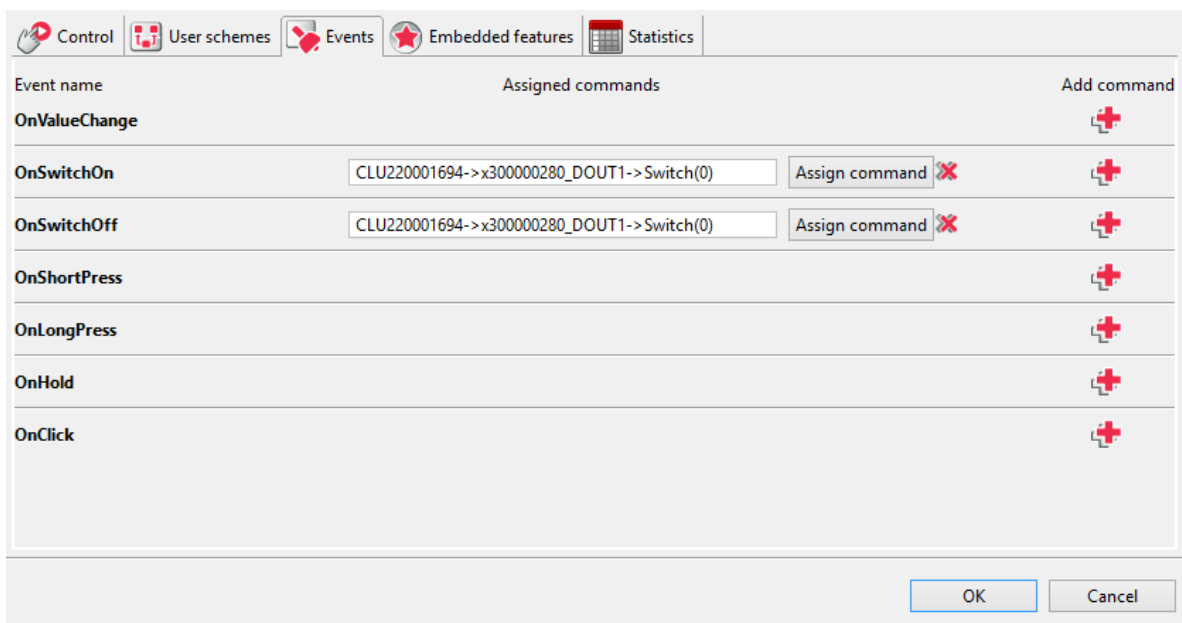 Control User schemes Events Embedded features Statistics
Event name Assigned commands Add command
OnValueChange
OnSwitchOn CLU220001694->x300000280_DOUT1->Switch(0) Assign command
OnSwitchOff CLU220001694->x300000280_DOUT1->Switch(0) Assign command
OnShortPress
OnLongPress
OnHold
OnClick
OK Cancel